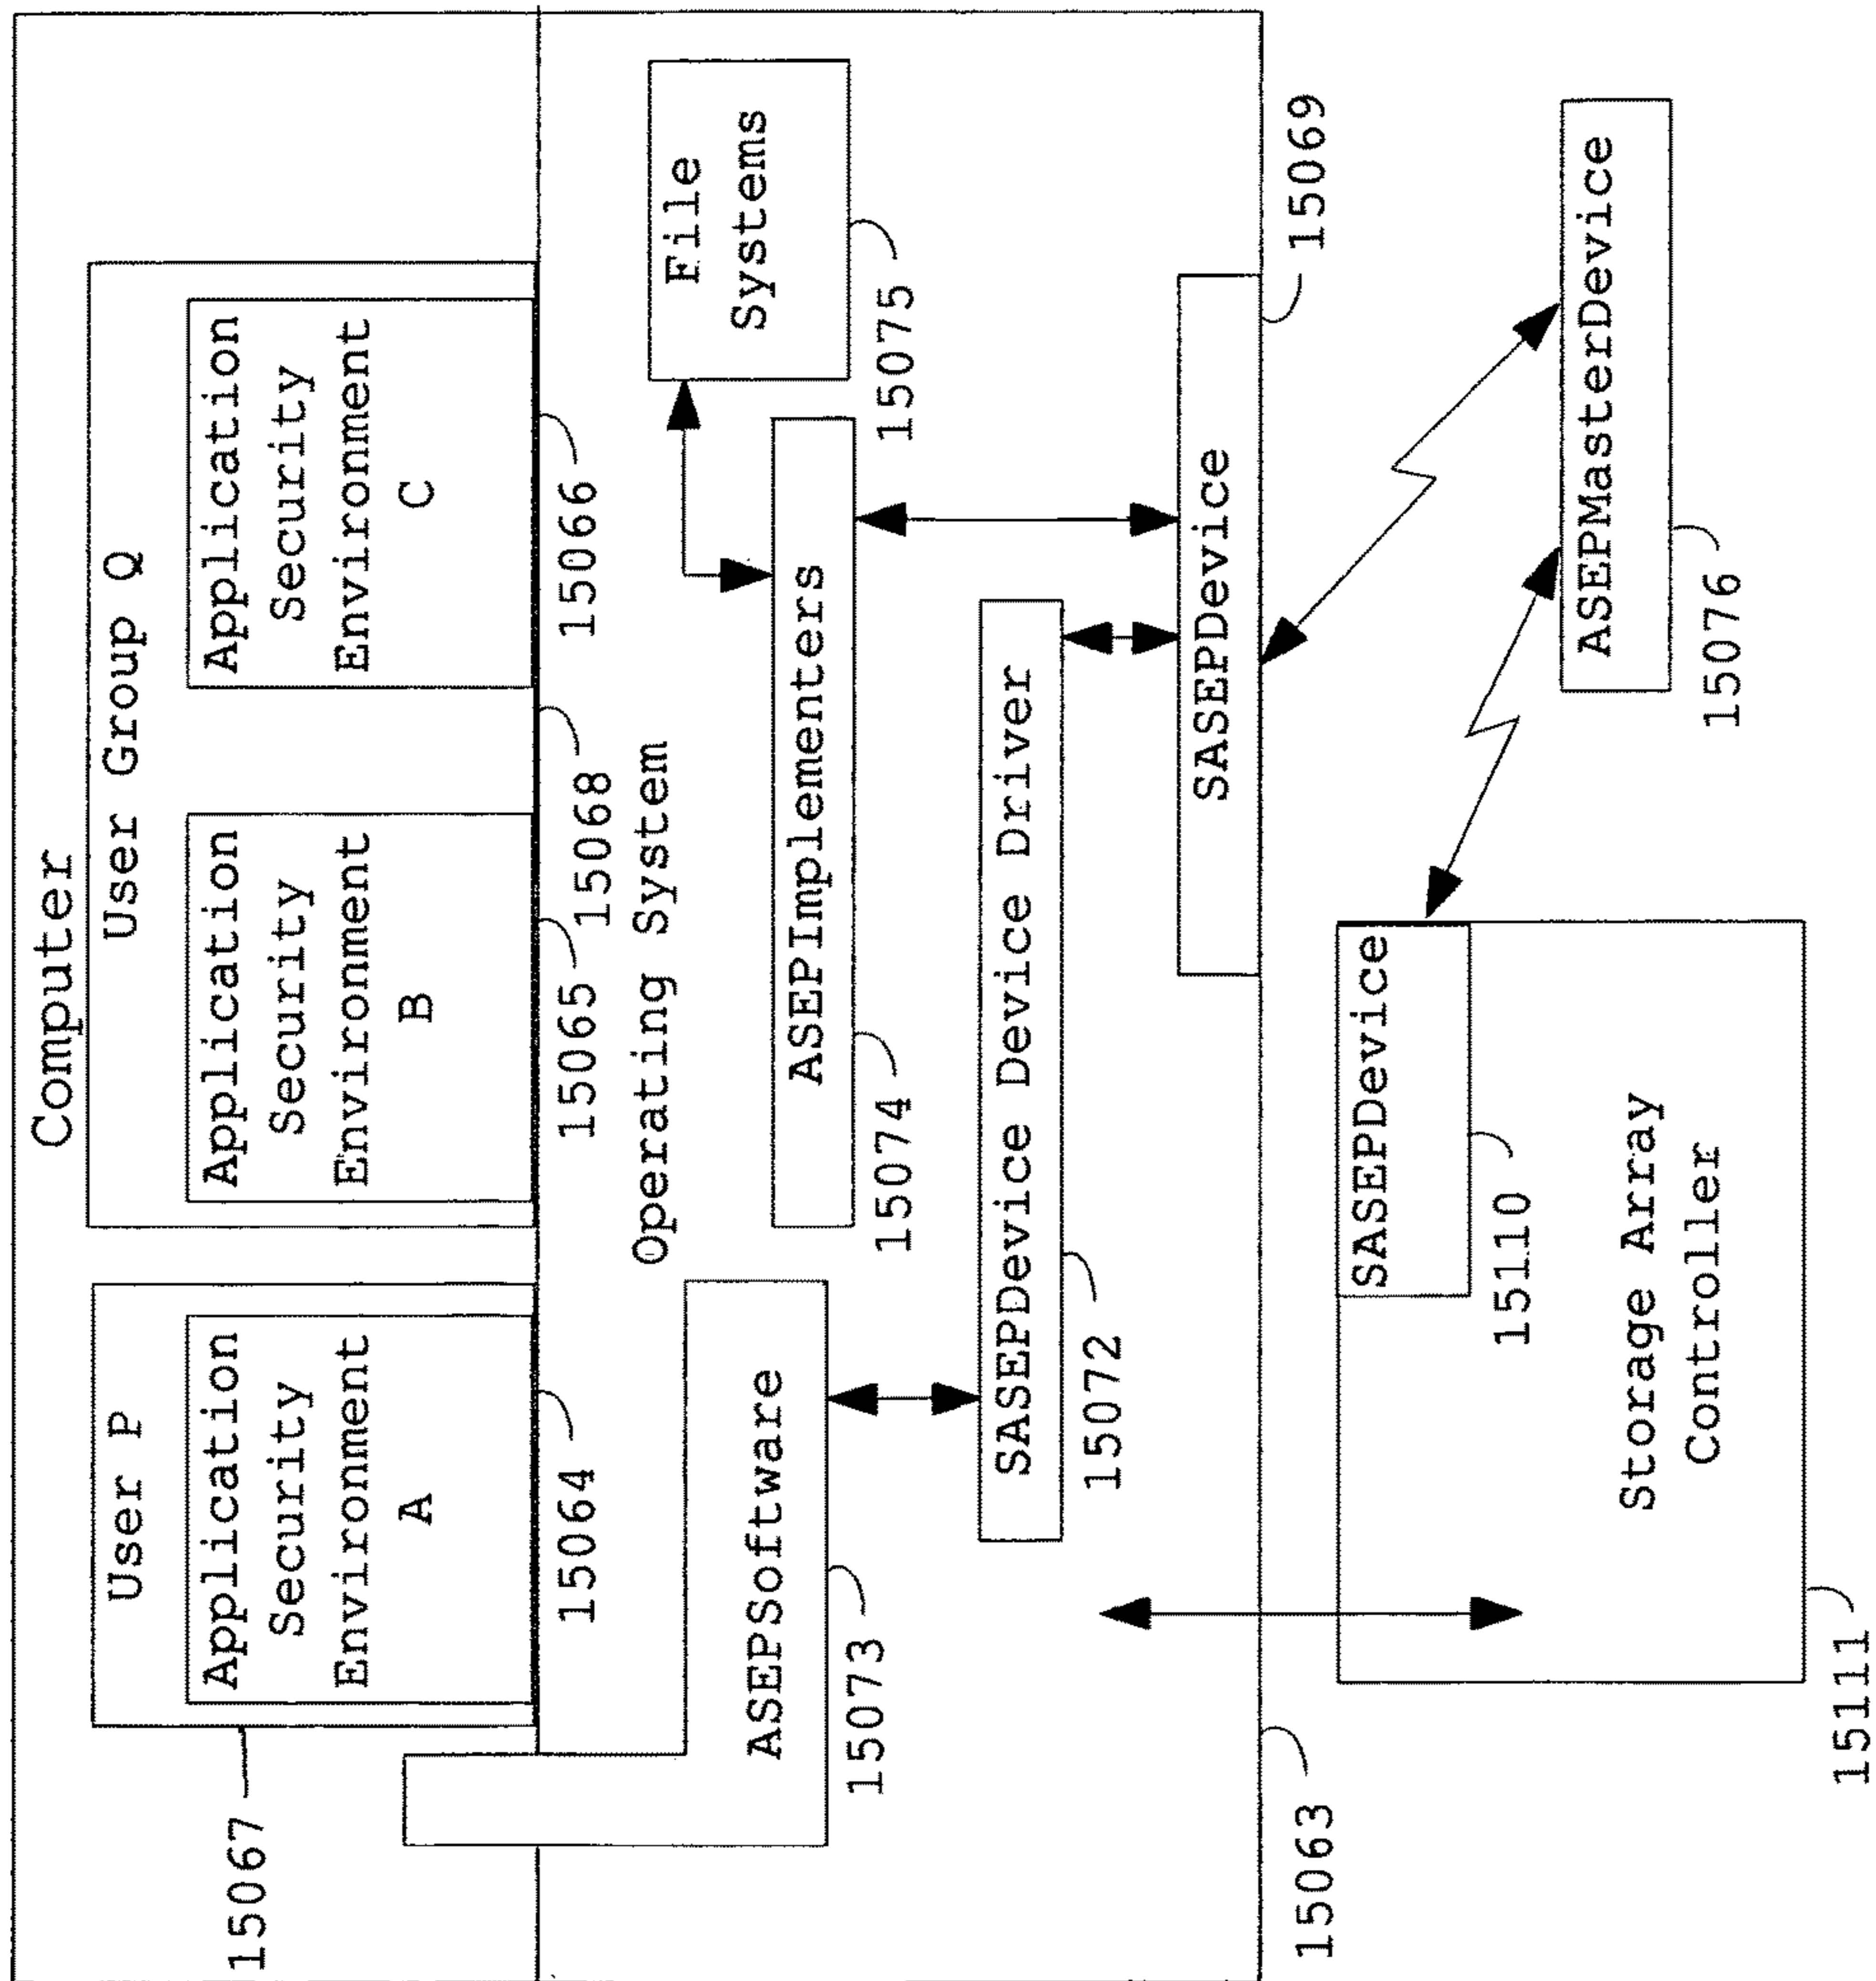 Computer
User P
User Group Q
15067
Application
Security
Environment
A
Application
Security
Environment
B
Application
Security
Environment
C
15064
15065
15068
15066
Operating System
File
Systems
15075
ASEPSoftware
15073
ASEPImplementers
15074
SASEPDevice Device Driver
15072
SASEPDevice
15069
15063
SASEPDevice
15110
Storage Array
Controller
15111
ASEPMasterDevice
15076